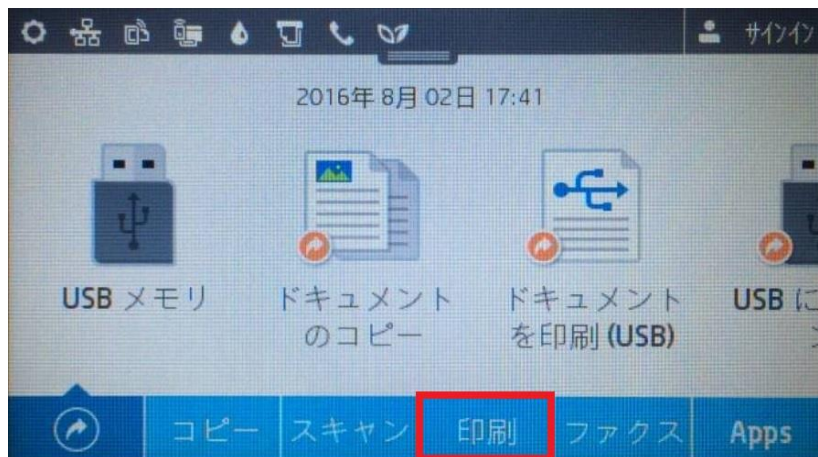 サインイン
2016年 8月 02日 17:41
USB メモリ
ドキュメント
のコピー
ドキュメント
を印刷 (USB)
USB に
コピー
スキャン
印刷
ファクス
Apps